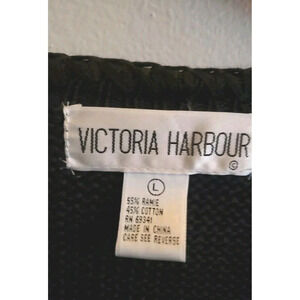 VICTORIA HARBOUR
©
L
55% RAMIE
45% COTTON
RN 69341
MADE IN CHINA
CARE SEE REVERSE